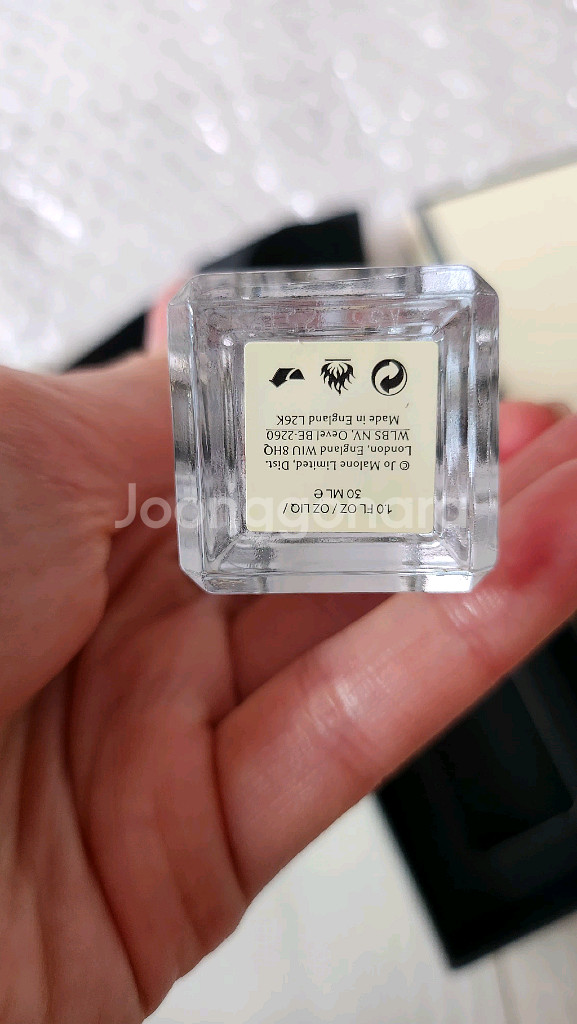 1.0 FL OZ / OZ LIQ /
30 ML ℮
© Jo Malone Limited, Dist.
London, England W1U 8HQ
WLBS NV, Oevel BE-2260
Made in England L26K
Joonagonara